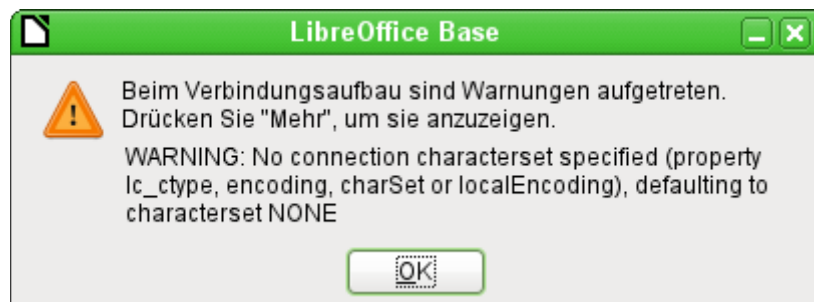 LibreOffice Base
Beim Verbindungsaufbau sind Warnungen aufgetreten.
Drücken Sie "Mehr", um sie anzuzeigen.
WARNING: No connection characterset specified (property
lc_ctype, encoding, charSet or localEncoding), defaulting to
characterset NONE
OK